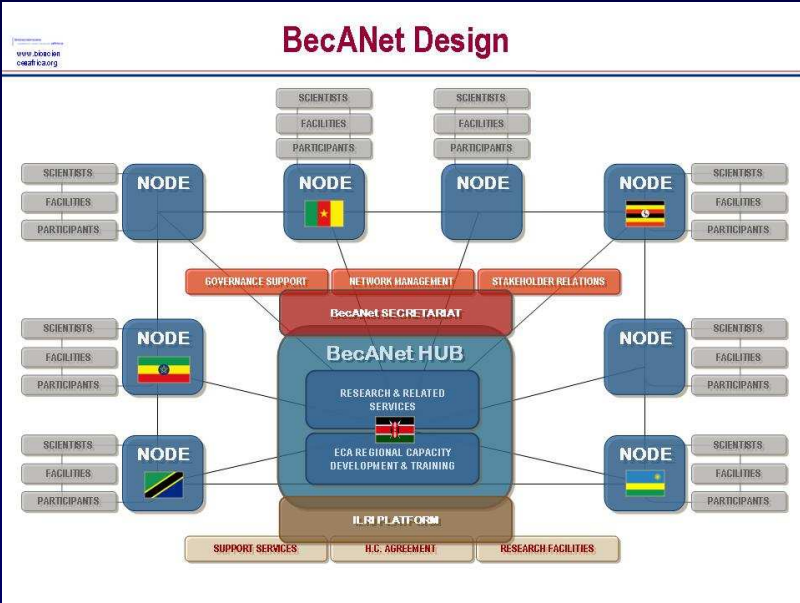 BecANet Design
www.bioscien
ceafrica.org
SCIENTISTS
FACILITIES
PARTICIPANTS
SCIENTISTS
FACILITIES
PARTICIPANTS
SCIENTISTS
FACILITIES
PARTICIPANTS
NODE
NODE
NODE
NODE
SCIENTISTS
FACILITIES
PARTICIPANTS
GOVERNANCE SUPPORT
NETWORK MANAGEMENT
STAKEHOLDER RELATIONS
BecANet SECRETARIAT
BecANet HUB
SCIENTISTS
FACILITIES
PARTICIPANTS
NODE
NODE
SCIENTISTS
FACILITIES
PARTICIPANTS
RESEARCH & RELATED
SERVICES
ECA REGIONAL CAPACITY
DEVELOPMENT & TRAINING
SCIENTISTS
FACILITIES
PARTICIPANTS
NODE
NODE
SCIENTISTS
FACILITIES
PARTICIPANTS
ILRI PLATFORM
SUPPORT SERVICES
H.C. AGREEMENT
RESEARCH FACILITIES